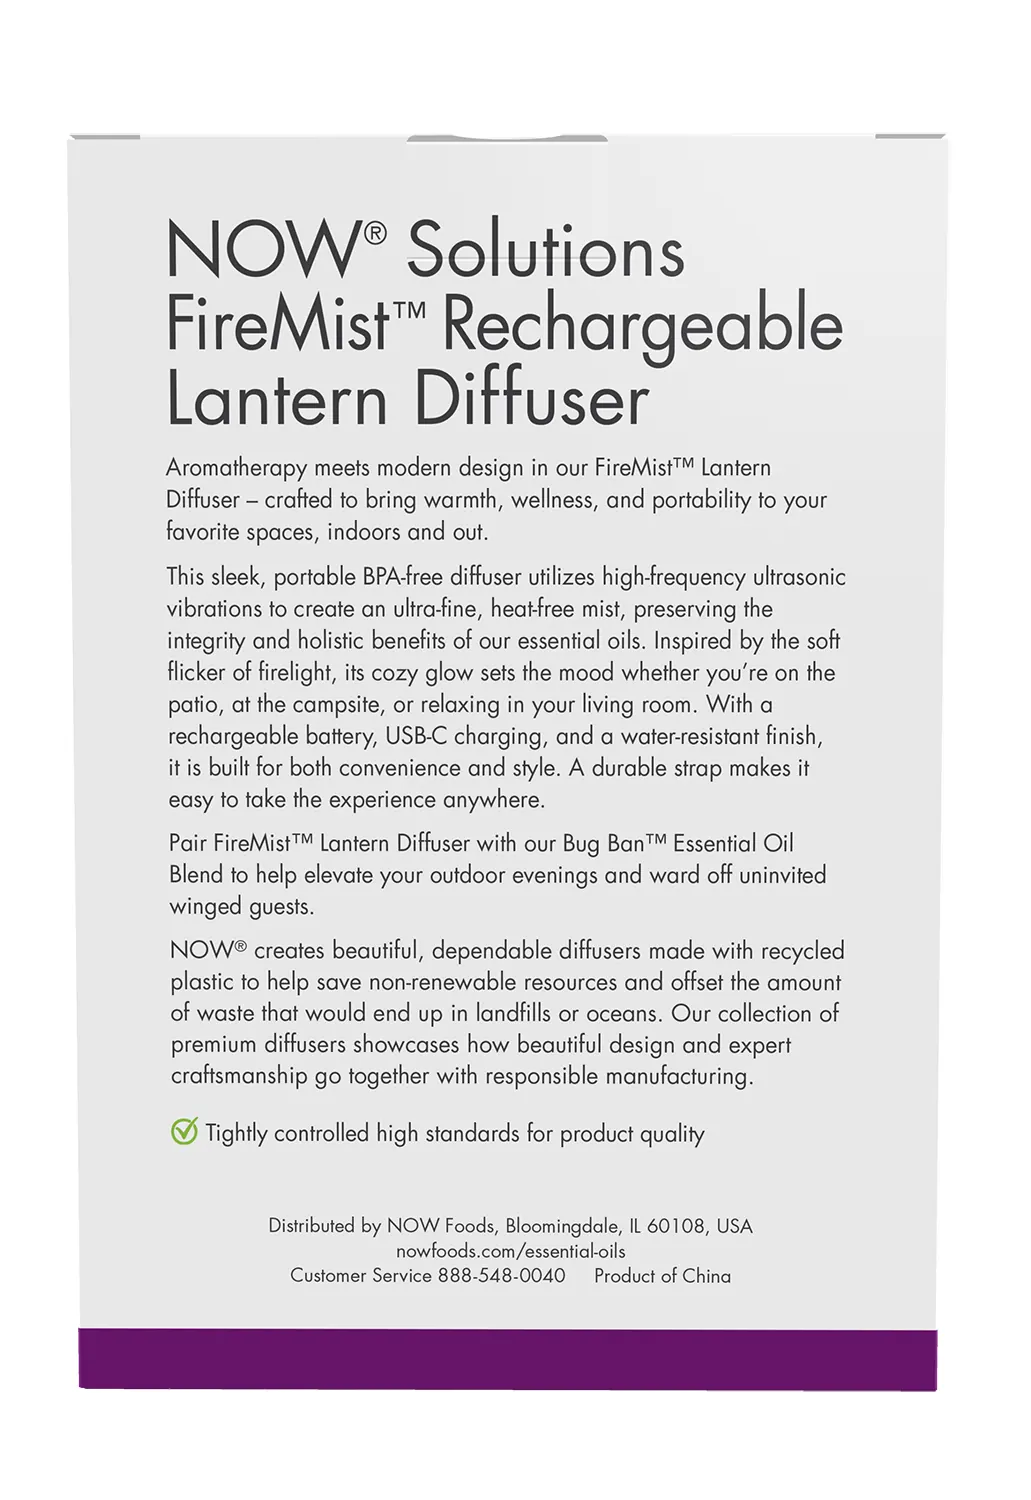 NOW® Solutions
FireMist™ Rechargeable
Lantern Diffuser
Aromatherapy meets modern design in our FireMist™ Lantern
Diffuser – crafted to bring warmth, wellness, and portability to your
favorite spaces, indoors and out.
This sleek, portable BPA-free diffuser utilizes high-frequency ultrasonic
vibrations to create an ultra-fine, heat-free mist, preserving the
integrity and holistic benefits of our essential oils. Inspired by the soft
flicker of firelight, its cozy glow sets the mood whether you’re on the
patio, at the campsite, or relaxing in your living room. With a
rechargeable battery, USB-C charging, and a water-resistant finish,
it is built for both convenience and style. A durable strap makes it
easy to take the experience anywhere.
Pair FireMist™ Lantern Diffuser with our Bug Ban™ Essential Oil
Blend to help elevate your outdoor evenings and ward off uninvited
winged guests.
NOW® creates beautiful, dependable diffusers made with recycled
plastic to help save non-renewable resources and offset the amount
of waste that would end up in landfills or oceans. Our collection of
premium diffusers showcases how beautiful design and expert
craftsmanship go together with responsible manufacturing.
Tightly controlled high standards for product quality
Distributed by NOW Foods, Bloomingdale, IL 60108, USA
nowfoods.com/essential-oils
Customer Service 888-548-0040 Product of China